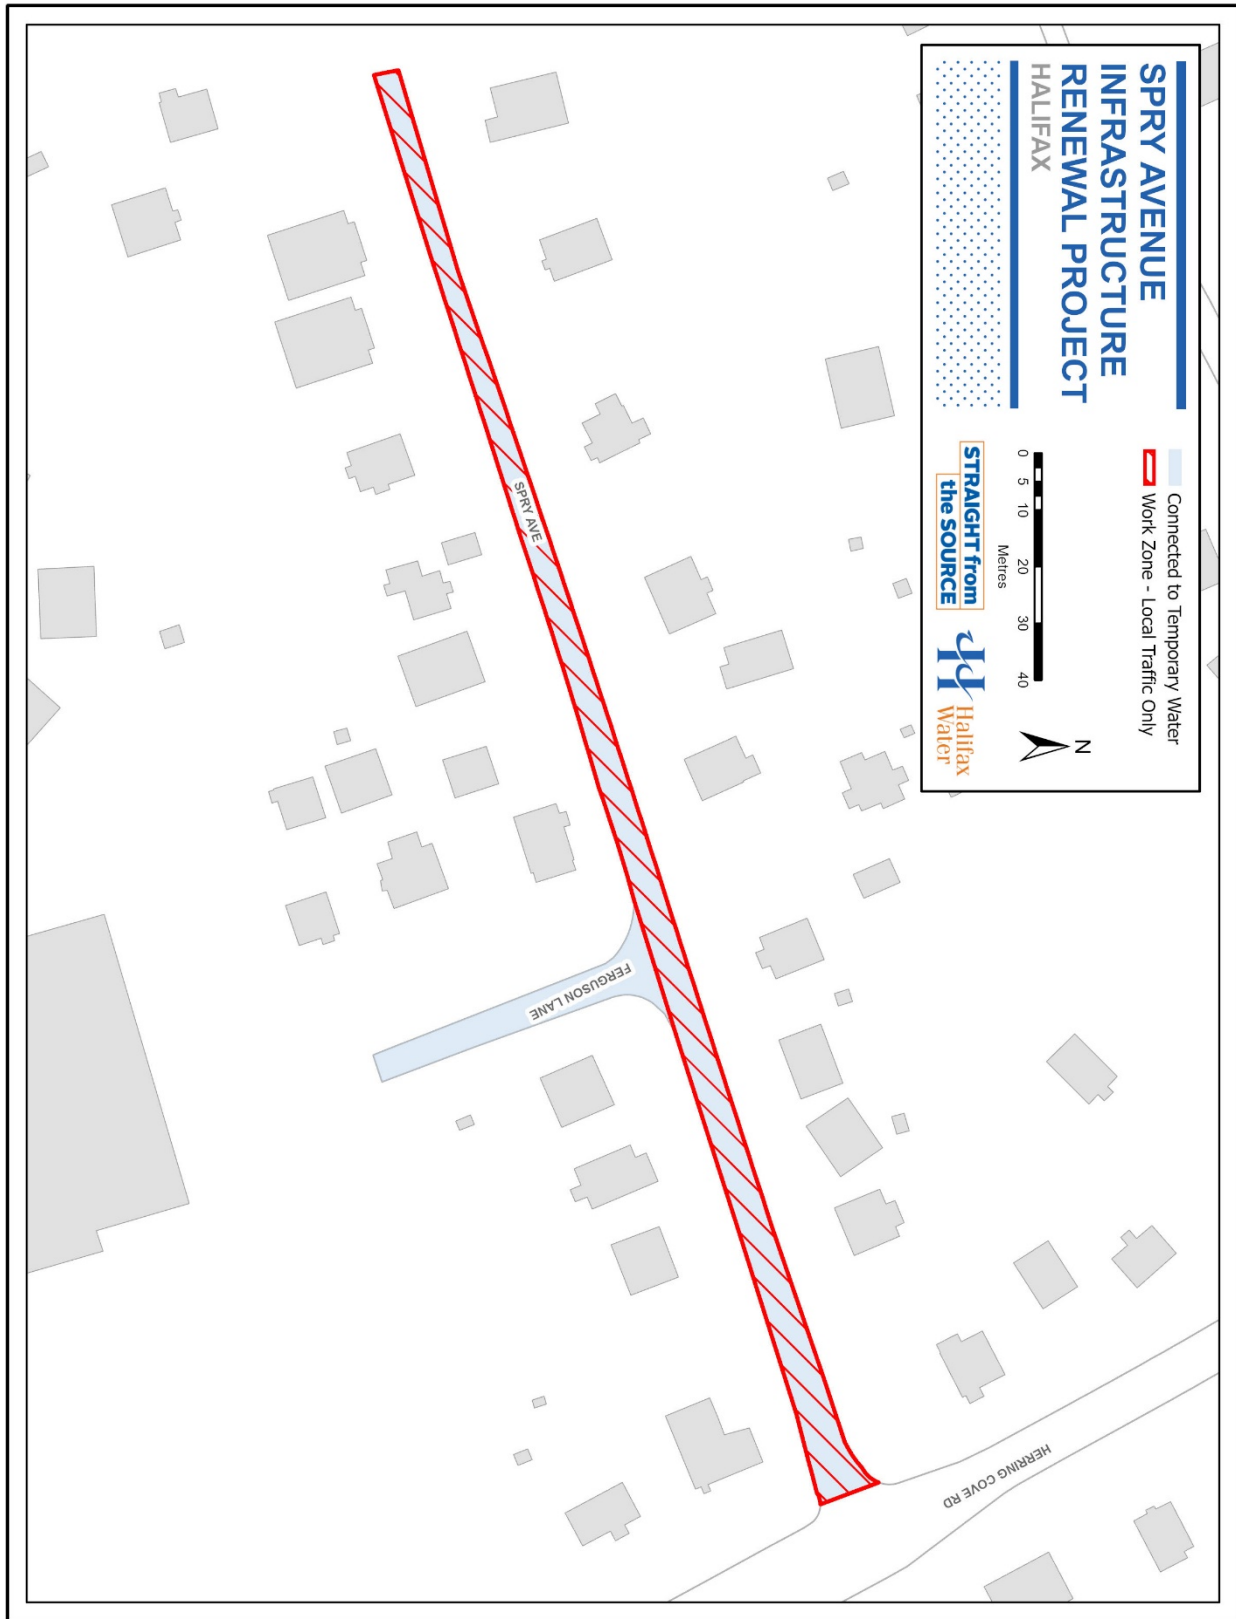 SPRY AVENUE
INFRASTRUCTURE
RENEWAL PROJECT
HALIFAX
Connected to Temporary Water
Work Zone - Local Traffic Only
0 5 10 20 30 40
Metres
N
STRAIGHT from
the SOURCE
Halifax
Water
SPRY AVE
FERGUSON LANE
HERRING COVE RD